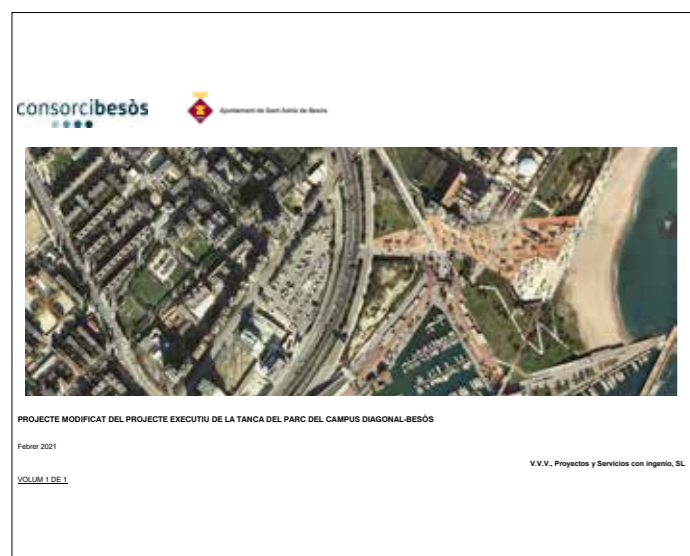 consorcibesòs
Ajuntament de Sant Adrià de Besòs
PROJECTE MODIFICAT DEL PROJECTE EXECUTIU DE LA TANCA DEL PARC DEL CAMPUS DIAGONAL-BESÒS
Febrer 2021
V.V.V., Proyectos y Servicios con ingenio, SL
VOLUM 1 DE 1